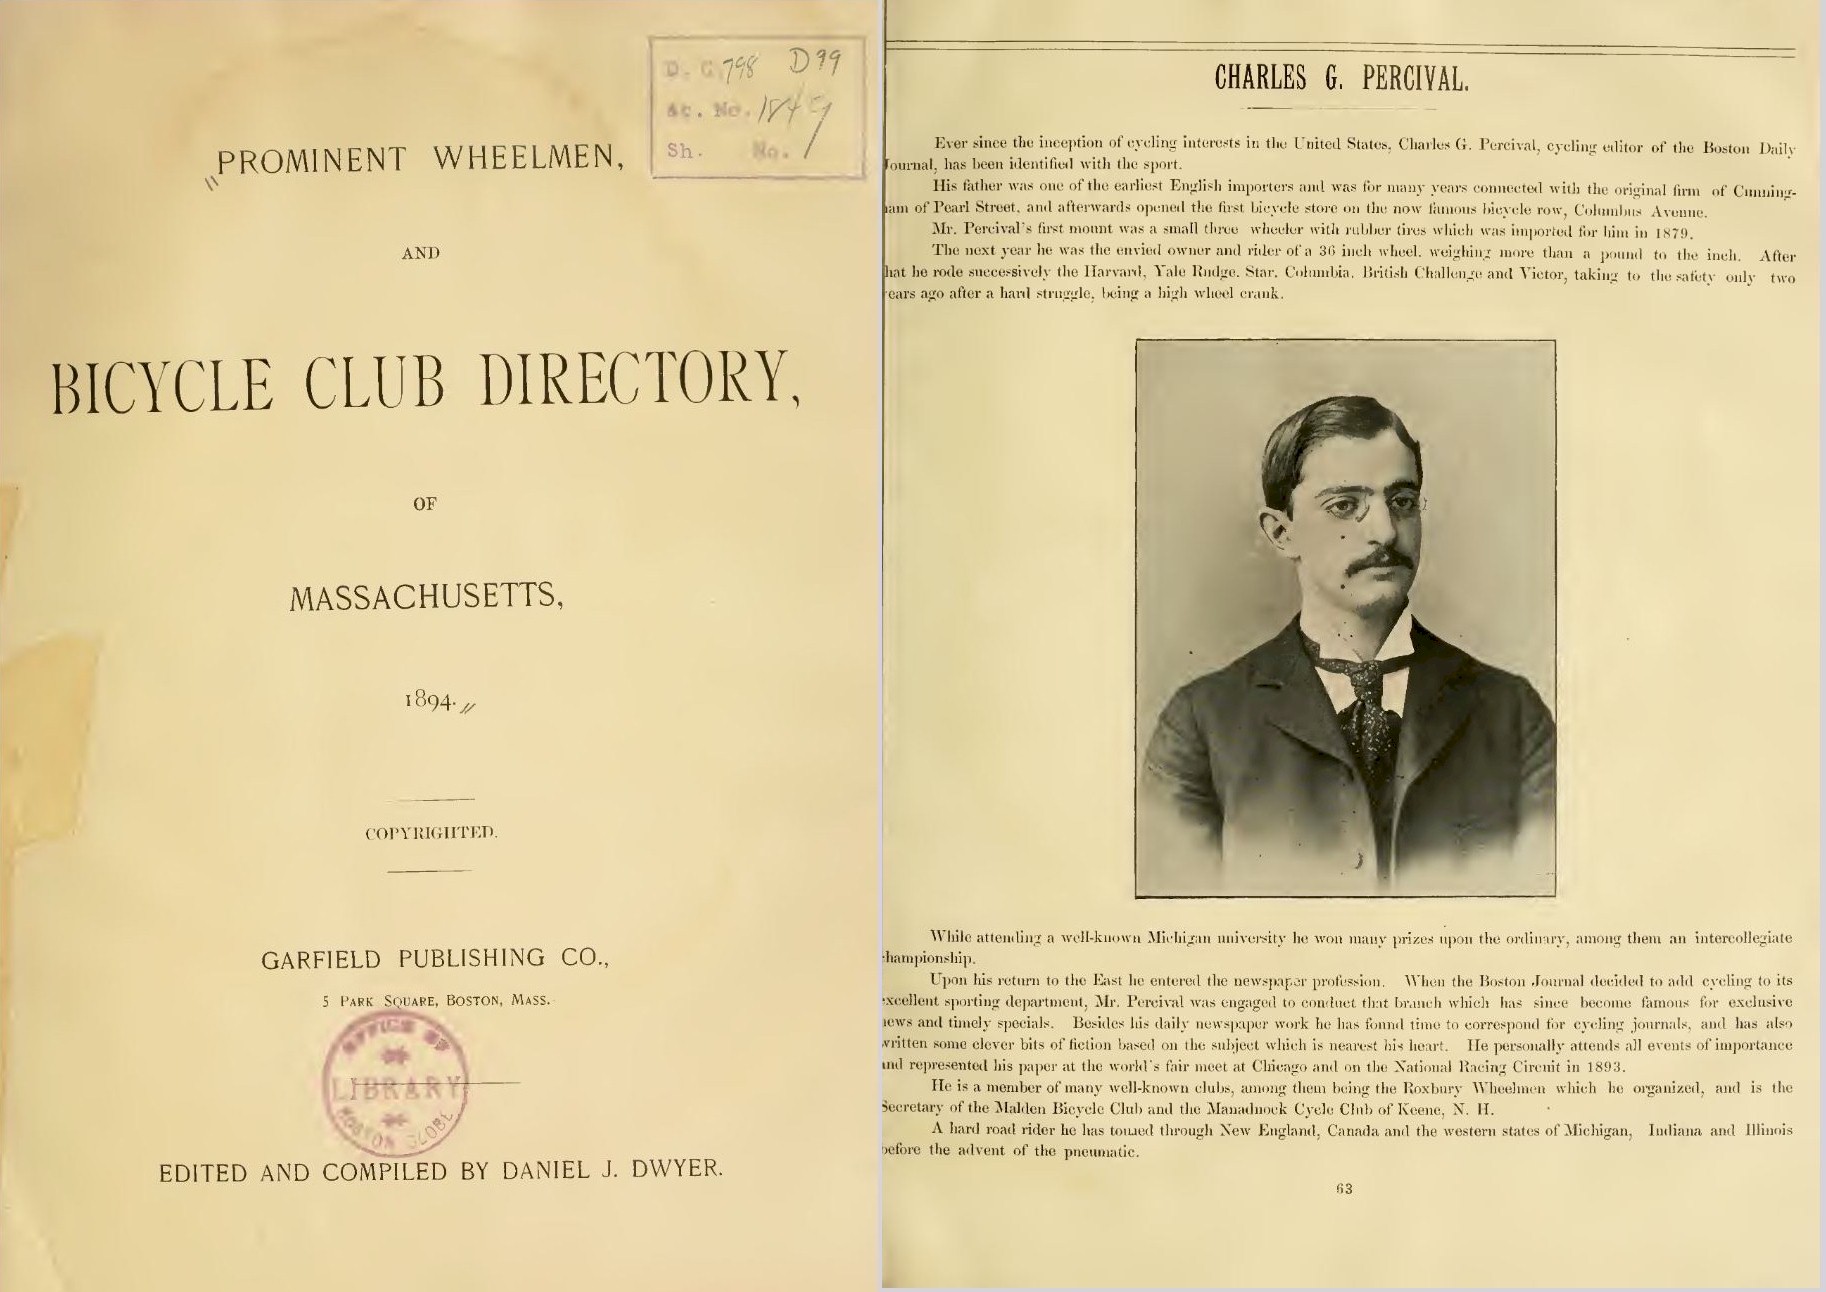 D. C. 798 D99
Ac. No. 1845
Sh. No. 1
"PROMINENT WHEELMEN,
AND
BICYCLE CLUB DIRECTORY,
OF
MASSACHUSETTS,
1894."
COPYRIGHTED.
GARFIELD PUBLISHING CO.,
5 PARK SQUARE, BOSTON, MASS.
OFFICE OF
LIBRARY
BOSTON GLOBE
EDITED AND COMPILED BY DANIEL J. DWYER.
CHARLES G. PERCIVAL.
Ever since the inception of cycling interests in the United States, Charles G. Percival, cycling editor of the Boston Daily
Journal, has been identified with the sport.
His father was one of the earliest English importers and was for many years connected with the original firm of Cunning-
ham of Pearl Street, and afterwards opened the first bicycle store on the now famous bicycle row, Columbus Avenue.
Mr. Percival's first mount was a small three wheeler with rubber tires which was imported for him in 1879.
The next year he was the envied owner and rider of a 36 inch wheel, weighing more than a pound to the inch. After
hat he rode successively the Harvard, Yale Rudge, Star, Columbia, British Challenge and Victor, taking to the safety only two
ears ago after a hard struggle, being a high wheel crank.
While attending a well-known Michigan university he won many prizes upon the ordinary, among them an intercollegiate
hampionship.
Upon his return to the East he entered the newspaper profession. When the Boston Journal decided to add cycling to its
excellent sporting department, Mr. Percival was engaged to conduct that branch which has since become famous for exclusive
news and timely specials. Besides his daily newspaper work he has found time to correspond for cycling journals, and has also
written some clever bits of fiction based on the subject which is nearest his heart. He personally attends all events of importance
and represented his paper at the world's fair meet at Chicago and on the National Racing Circuit in 1893.
He is a member of many well-known clubs, among them being the Roxbury Wheelmen which he organized, and is the
Secretary of the Malden Bicycle Club and the Manadnock Cycle Club of Keene, N. H.
A hard road rider he has toured through New England, Canada and the western states of Michigan, Indiana and Illinois
before the advent of the pneumatic.
63